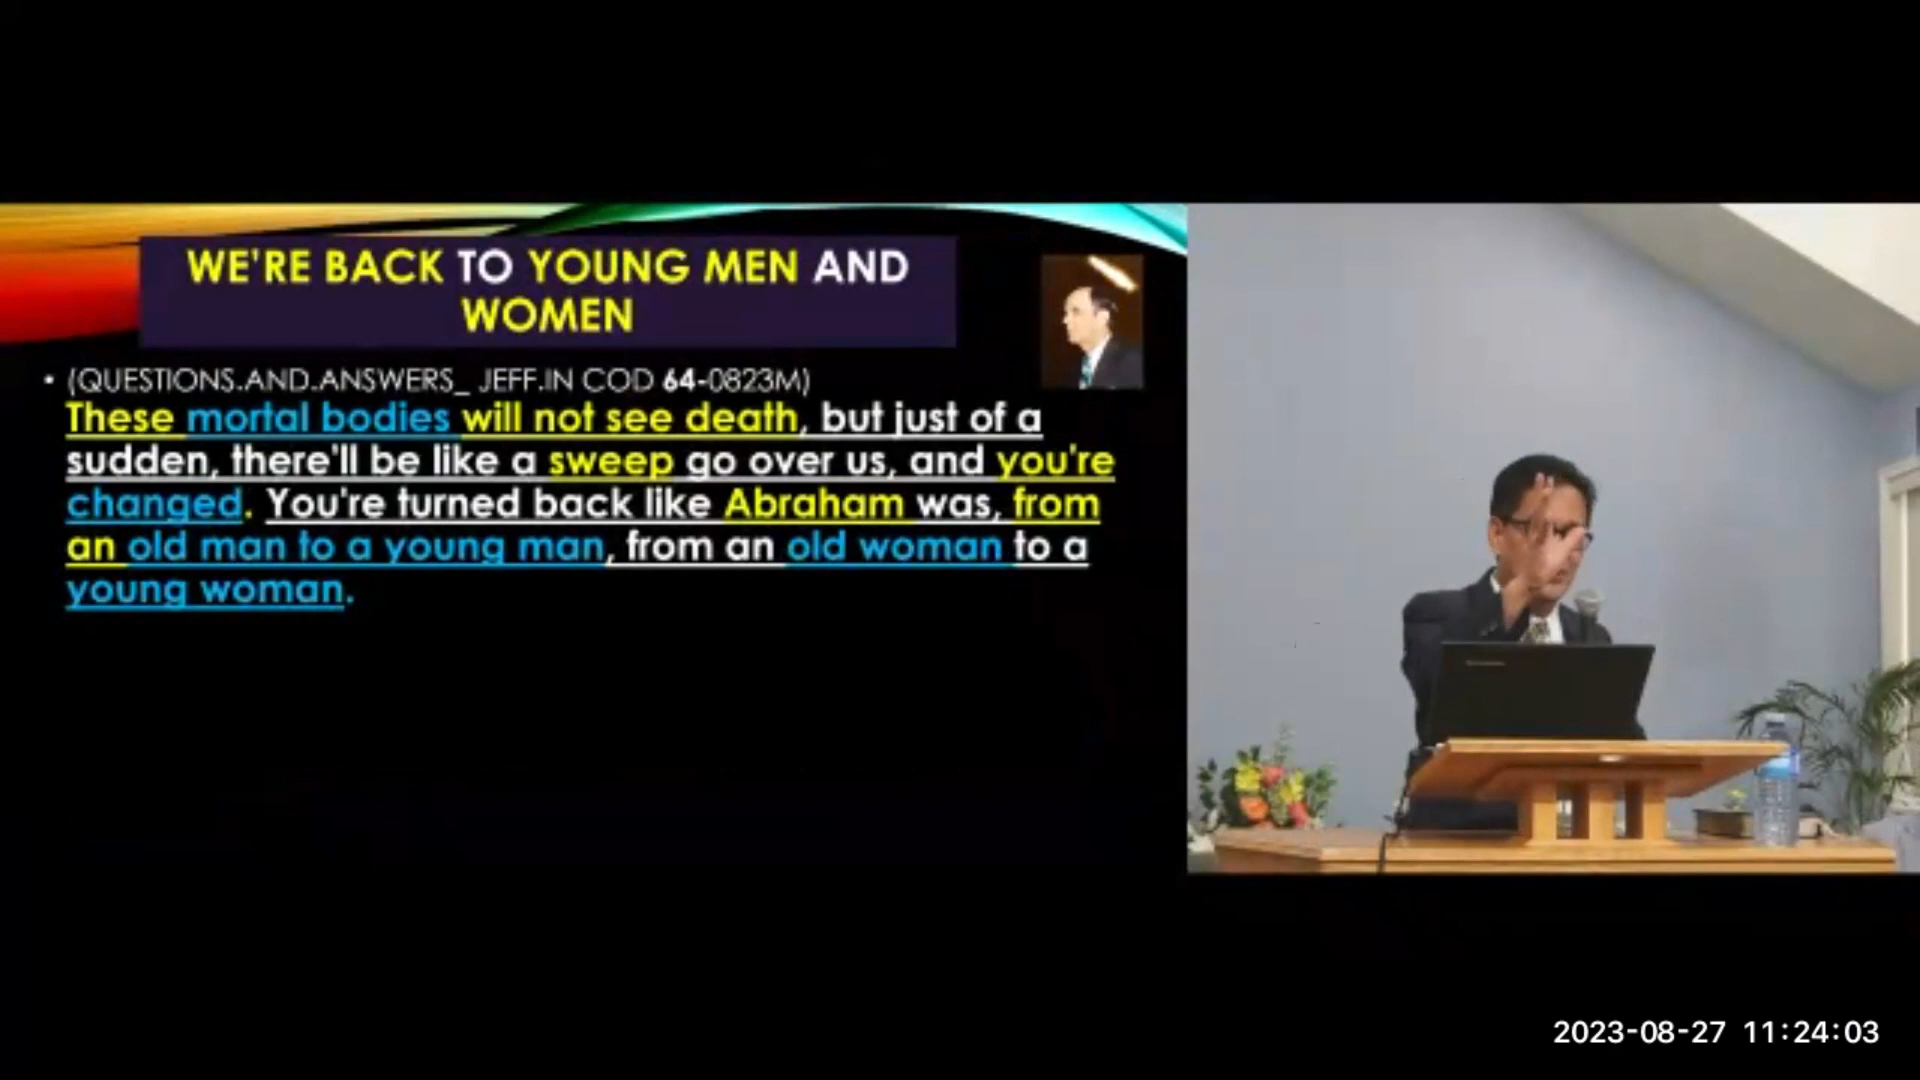 WE'RE BACK TO YOUNG MEN AND
WOMEN
• (QUESTIONS.AND.ANSWERS_ JEFF.IN COD 64-0823M)
These mortal bodies will not see death, but just of a
sudden, there'll be like a sweep go over us, and you're
changed. You're turned back like Abraham was, from
an old man to a young man, from an old woman to a
young woman.
2023-08-27 11:24:03